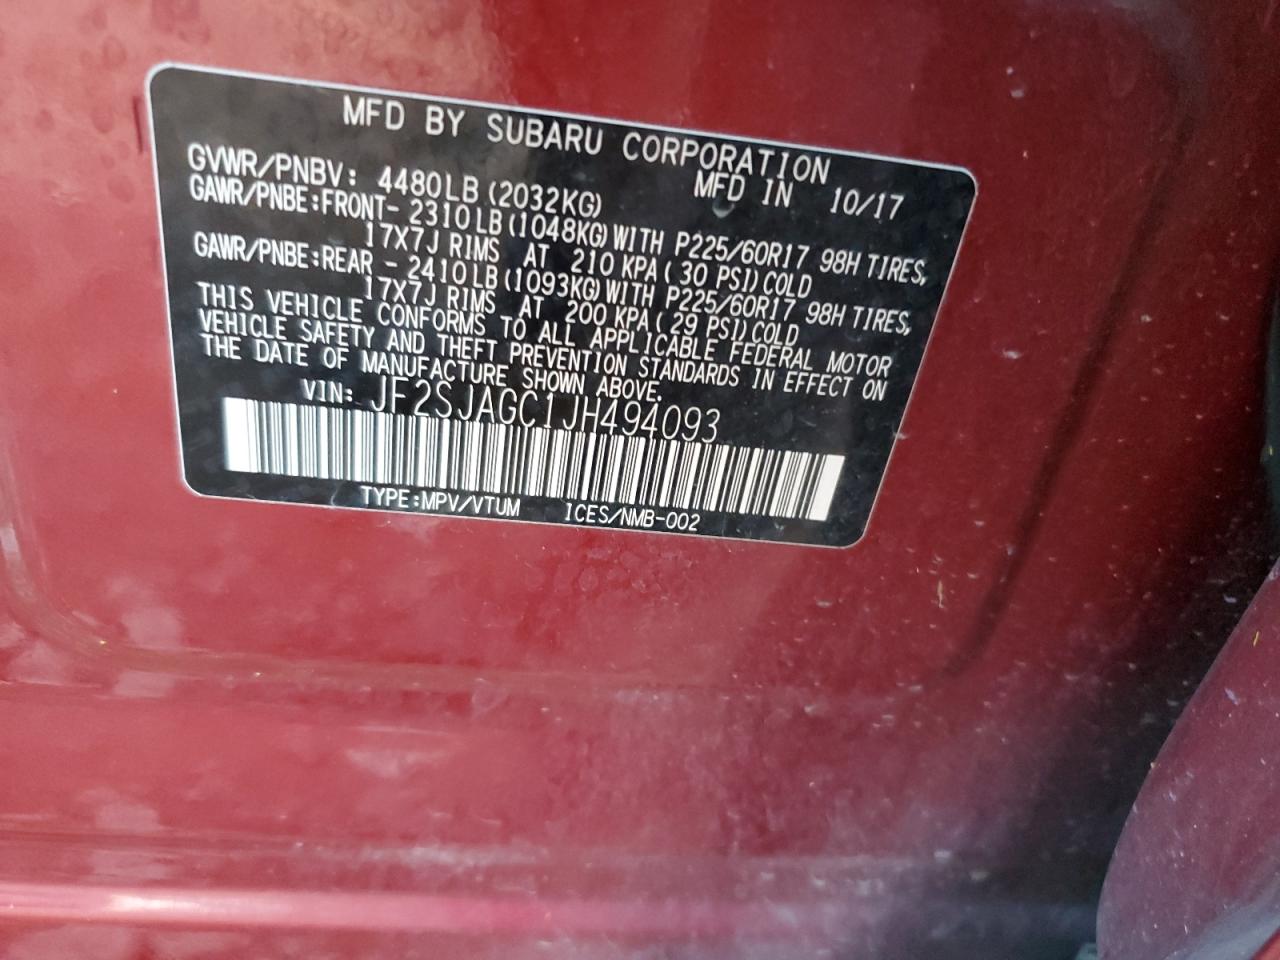 MFD BY SUBARU CORPORATION
GVWR/PNBV: 4480LB (2032KG) MFD IN 10/17
GAWR/PNBE:FRONT- 2310LB(1048KG)WITH P225/60R17 98H TIRES,
17X7J RIMS AT 210 KPA( 30 PSI)COLD
GAWR/PNBE:REAR - 2410LB(1093KG)WITH P225/60R17 98H TIRES,
17X7J RIMS AT 200 KPA( 29 PSI)COLD
THIS VEHICLE CONFORMS TO ALL APPLICABLE FEDERAL MOTOR
VEHICLE SAFETY AND THEFT PREVENTION STANDARDS IN EFFECT ON
THE DATE OF MANUFACTURE SHOWN ABOVE.
VIN: JF2SJAGC1JH494093
TYPE:MPV/VTUM ICES/NMB-002